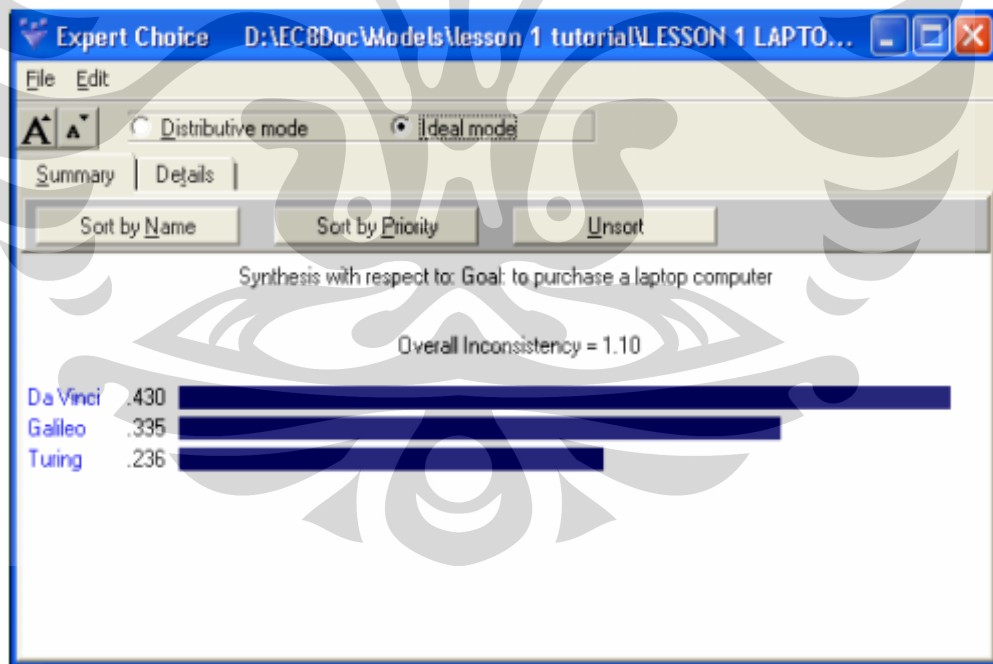 Expert Choice D:\EC8Doc\Models\lesson 1 tutorial\LESSON 1 LAPTO...
File Edit
A A Distributive mode Ideal mode
Summary Details
Sort by Name Sort by Priority Unsort
Synthesis with respect to: Goal: to purchase a laptop computer
Overall Inconsistency = 1.10
Da Vinci .430
Galileo .335
Turing .236